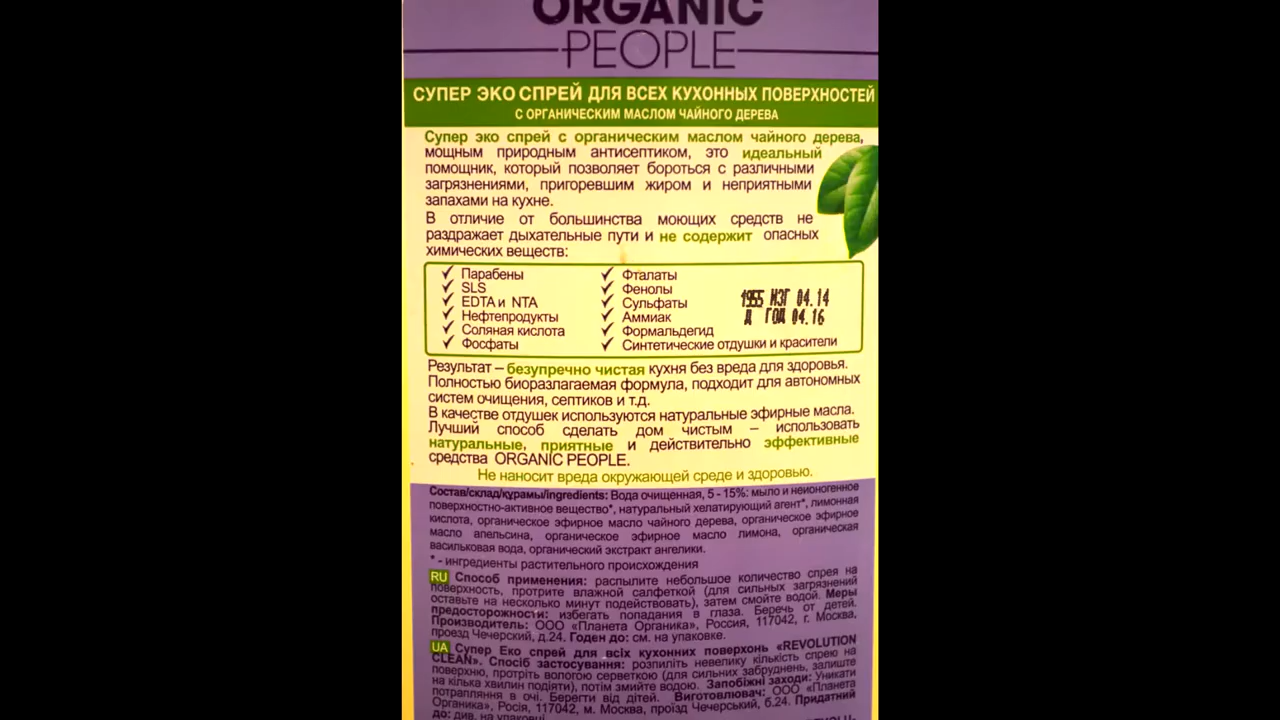 ORGANIC
PEOPLE
СУПЕР ЭКО СПРЕЙ ДЛЯ ВСЕХ КУХОННЫХ ПОВЕРХНОСТЕЙ
С ОРГАНИЧЕСКИМ МАСЛОМ ЧАЙНОГО ДЕРЕВА
Супер эко спрей с органическим маслом чайного дерева,
мощным природным антисептиком, это идеальный
помощник, который позволяет бороться с различными
загрязнениями, пригоревшим жиром и неприятными
запахами на кухне.
В отличие от большинства моющих средств не
раздражает дыхательные пути и не содержит опасных
химических веществ:
✓ Парабены
✓ SLS
✓ EDTA и NTA
✓ Нефтепродукты
✓ Соляная кислота
✓ Фосфаты
✓ Фталаты
✓ Фенолы
✓ Сульфаты
✓ Аммиак
✓ Формальдегид
✓ Синтетические отдушки и красители
1955 ИЗГ 04.14
Д ГОД 04.16
Результат – безупречно чистая кухня без вреда для здоровья.
Полностью биоразлагаемая формула, подходит для автономных
систем очищения, септиков и т.д.
В качестве отдушек используются натуральные эфирные масла.
Лучший способ сделать дом чистым – использовать
натуральные, приятные и действительно эффективные
средства ORGANIC PEOPLE.
Не наносит вреда окружающей среде и здоровью.
Состав/склад/құрамы/ingredients: Вода очищенная, 5 - 15%: мыло и неионогенное
поверхностно-активное вещество*, натуральный хелатирующий агент*, лимонная
кислота, органическое эфирное масло чайного дерева, органическое эфирное
масло апельсина, органическое эфирное масло лимона, органическая
васильковая вода, органический экстракт ангелики.
* - ингредиенты растительного происхождения
RU Способ применения: распылите небольшое количество спрея на
поверхность, протрите влажной салфеткой (для сильных загрязнений
оставьте на несколько минут подействовать), затем смойте водой. Меры
предосторожности: избегать попадания в глаза. Беречь от детей.
Производитель: ООО «Планета Органика», Россия, 117042, г. Москва,
проезд Чечерский, д.24. Годен до: см. на упаковке.
UA Супер Еко спрей для всіх кухонних поверхонь «REVOLUTION
CLEAN». Спосіб застосування: розпиліть невелику кількість спрею на
поверхню, протріть вологою серветкою (для сильних забруднень, залиште
на кілька хвилин подіяти), потім змийте водою. Запобіжні заходи: Уникати
потрапляння в очі. Берегти від дітей. Виготовлювач: ООО «Планета
Органика», Росія, 117042, м. Москва, проїзд Чечерський, б.24. Придатний
до: див. на упаковці.